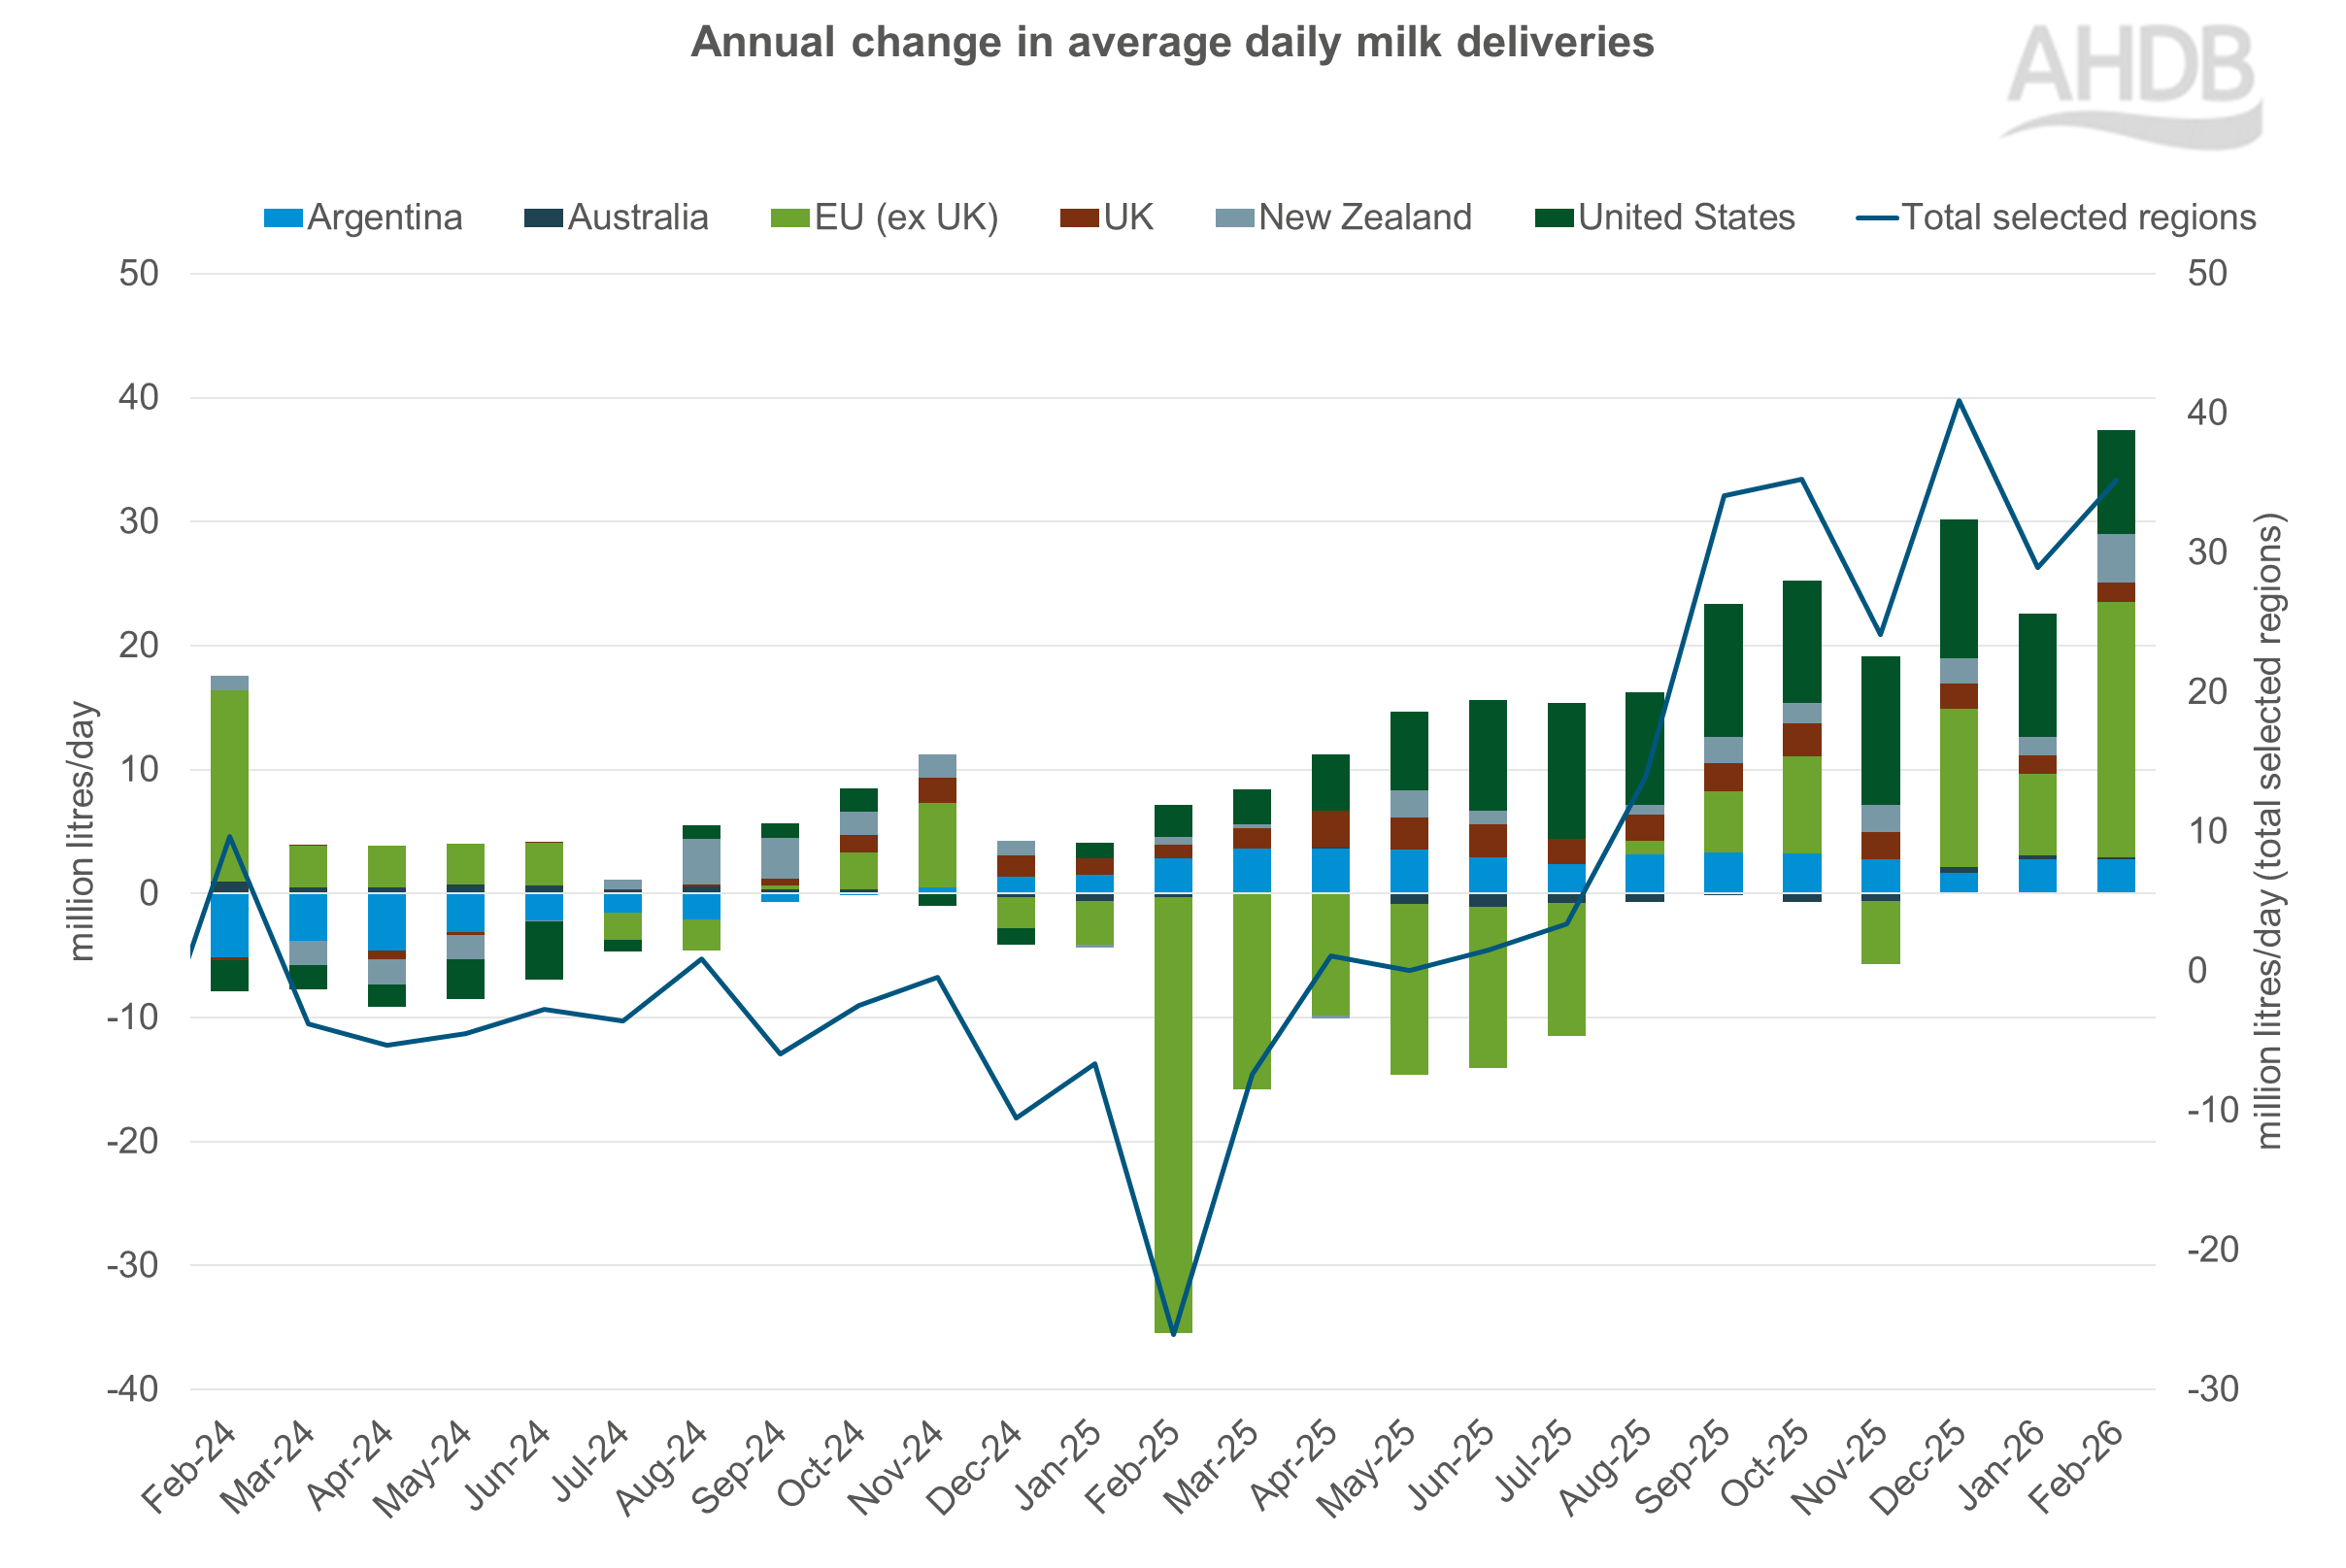 Annual change in average daily milk deliveries
AHDB
Argentina Australia EU (ex UK) UK New Zealand United States Total selected regions
50
40
30
20
10
0
-10
-20
-30
-40
million litres/day
50
40
30
20
10
0
-10
-20
-30
million litres/day (total selected regions)
Feb-24
Mar-24
Apr-24
May-24
Jun-24
Jul-24
Aug-24
Sep-24
Oct-24
Nov-24
Dec-24
Jan-25
Feb-25
Mar-25
Apr-25
May-25
Jun-25
Jul-25
Aug-25
Sep-25
Oct-25
Nov-25
Dec-25
Jan-26
Feb-26